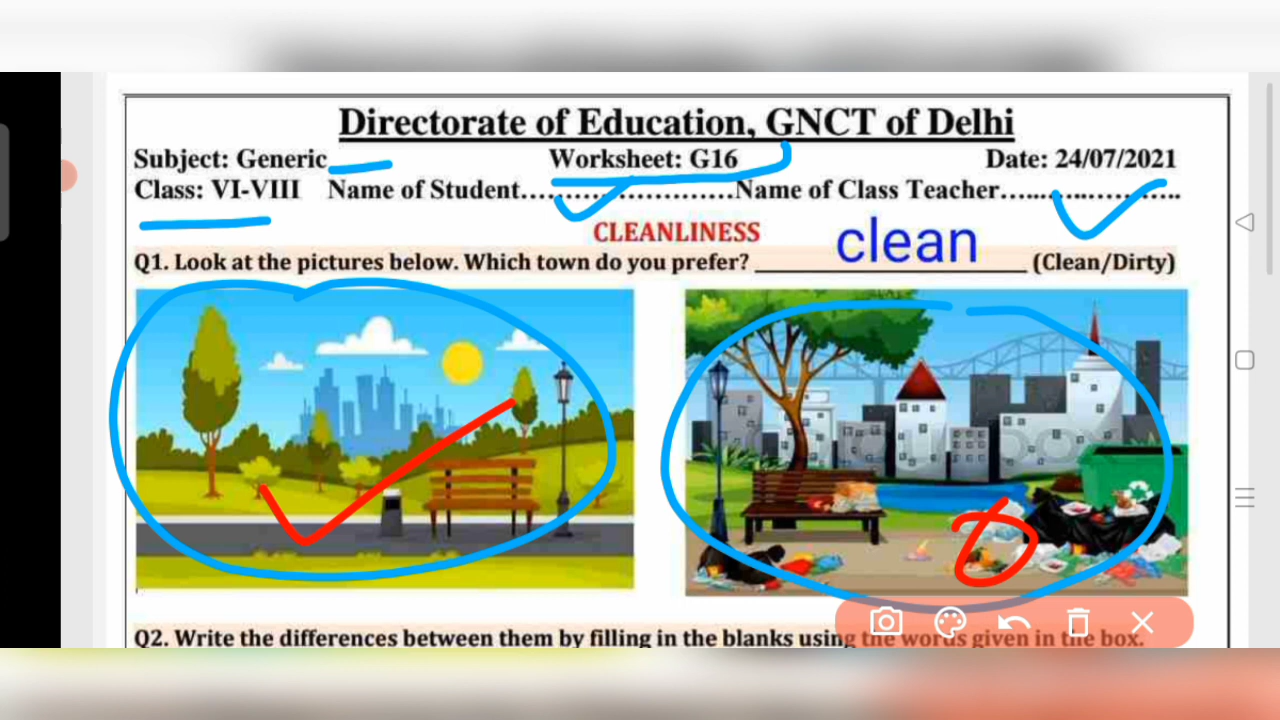 Directorate of Education, GNCT of Delhi
Subject: Generic Worksheet: G16 Date: 24/07/2021
Class: VI-VIII Name of Student........................Name of Class Teacher....................
CLEANLINESS
clean
Q1. Look at the pictures below. Which town do you prefer? ____________________ (Clean/Dirty)
Q2. Write the differences between them by filling in the blanks using the words given in the box.